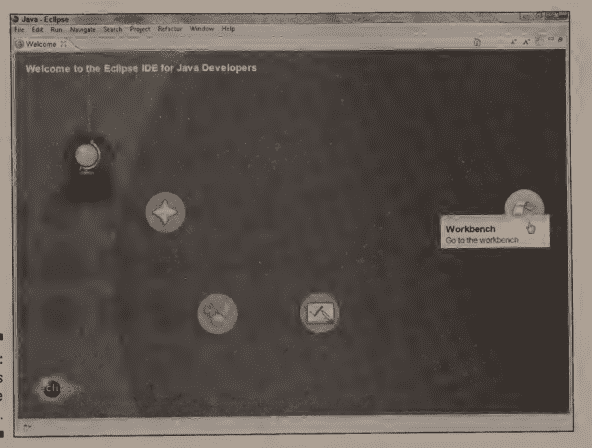 Java - Eclipse
File Edit Run Navigate Search Project Refactor Window Help
Welcome
Welcome to the Eclipse IDE for Java Developers
Workbench
Go to the workbench